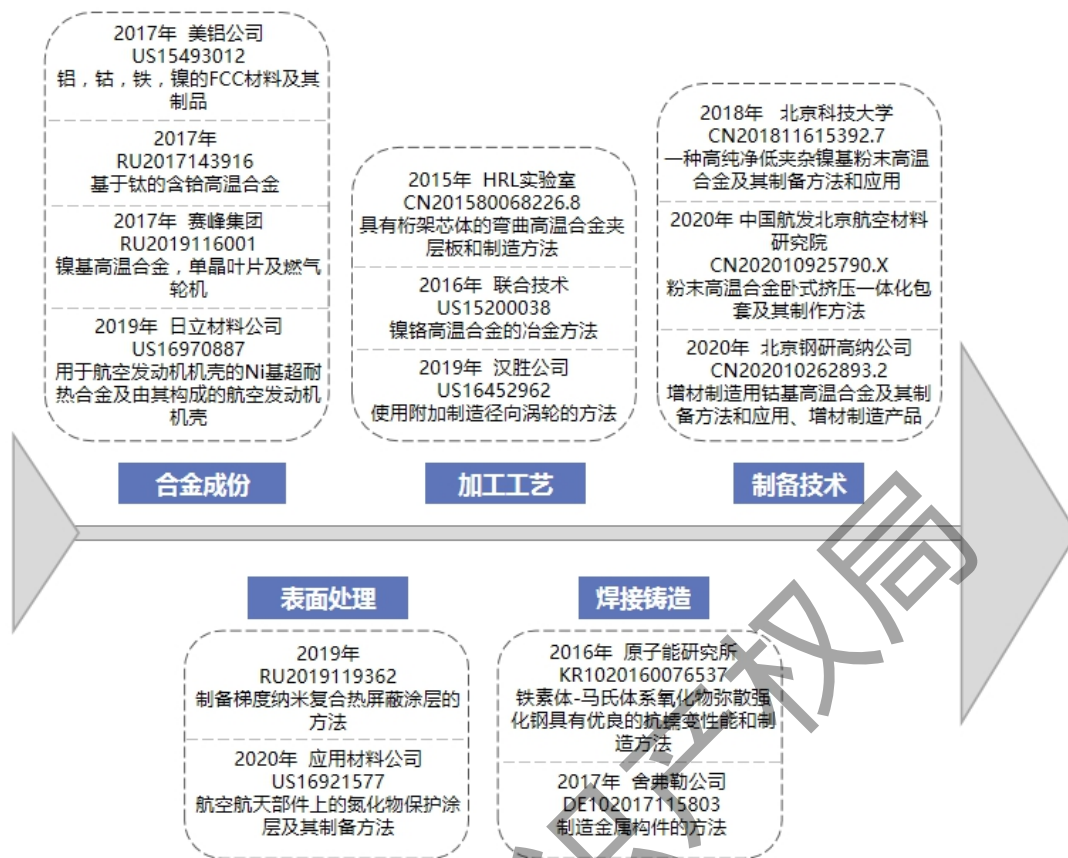 2017年 美铝公司
US15493012
铝，钴，铁，镍的FCC材料及其
制品
2017年
RU2017143916
基于钛的含铪高温合金
2017年 赛峰集团
RU2019116001
镍基高温合金，单晶叶片及燃气
轮机
2019年 日立材料公司
US16970887
用于航空发动机机壳的Ni基超耐
热合金及由其构成的航空发动机
机壳
合金成份
2015年 HRL实验室
CN201580068226.8
具有桁架芯体的弯曲高温合金夹
层板和制造方法
2016年 联合技术
US15200038
镍铬高温合金的冶金方法
2019年 汉胜公司
US16452962
使用附加制造径向涡轮的方法
加工工艺
2018年 北京科技大学
CN201811615392.7
一种高纯净低夹杂镍基粉末高温
合金及其制备方法和应用
2020年 中国航发北京航空材料
研究院
CN202010925790.X
粉末高温合金卧式挤压一体化包
套及其制作方法
2020年 北京钢研高纳公司
CN202010262893.2
增材制造用钴基高温合金及其制
备方法和应用、增材制造产品
制备技术
表面处理
2019年
RU2019119362
制备梯度纳米复合热屏蔽涂层的
方法
2020年 应用材料公司
US16921577
航空航天部件上的氮化物保护涂
层及其制备方法
焊接铸造
2016年 原子能研究所
KR1020160076537
铁素体-马氏体系氧化物弥散强
化钢具有优良的抗蠕变性能和制
造方法
2017年 舍弗勒公司
DE102017115803
制造金属构件的方法
识产权局